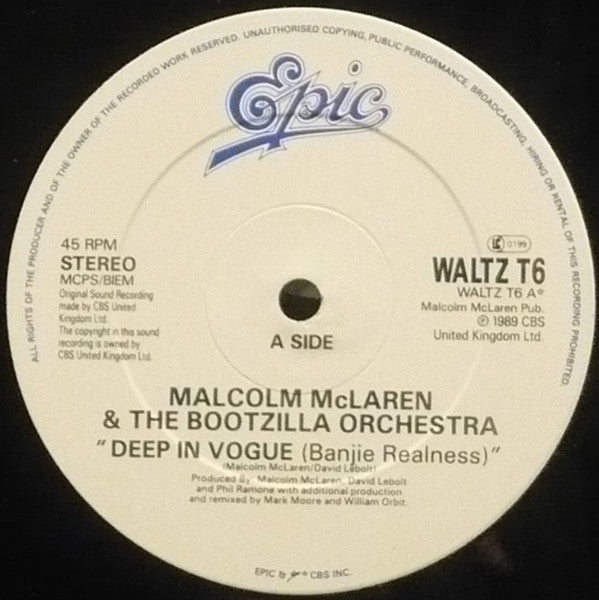 ALL RIGHTS OF THE PRODUCER AND OF THE OWNER OF THE RECORDED WORK RESERVED. UNAUTHORISED COPYING, PUBLIC PERFORMANCE, BROADCASTING, HIRING OR RENTAL OF THIS RECORDING PROHIBITED.
Epic
45 RPM
STEREO
MCPS/BIEM
Original Sound Recording
made by CBS United
Kingdom Ltd.
The copyright in this sound
recording is owned by
CBS United Kingdom Ltd.
LC 0199
WALTZ T6
WALTZ T6 A*
Malcolm McLaren Pub.
℗ 1989 CBS
United Kingdom Ltd.
A SIDE
MALCOLM McLAREN
& THE BOOTZILLA ORCHESTRA
"DEEP IN VOGUE (Banjie Realness)"
(Malcolm McLaren/David Lebolt)
Produced By: Malcolm McLaren, David Lebolt
and Phil Ramone with additional production
and remixed by Mark Moore and William Orbit.
EPIC & CBS INC.